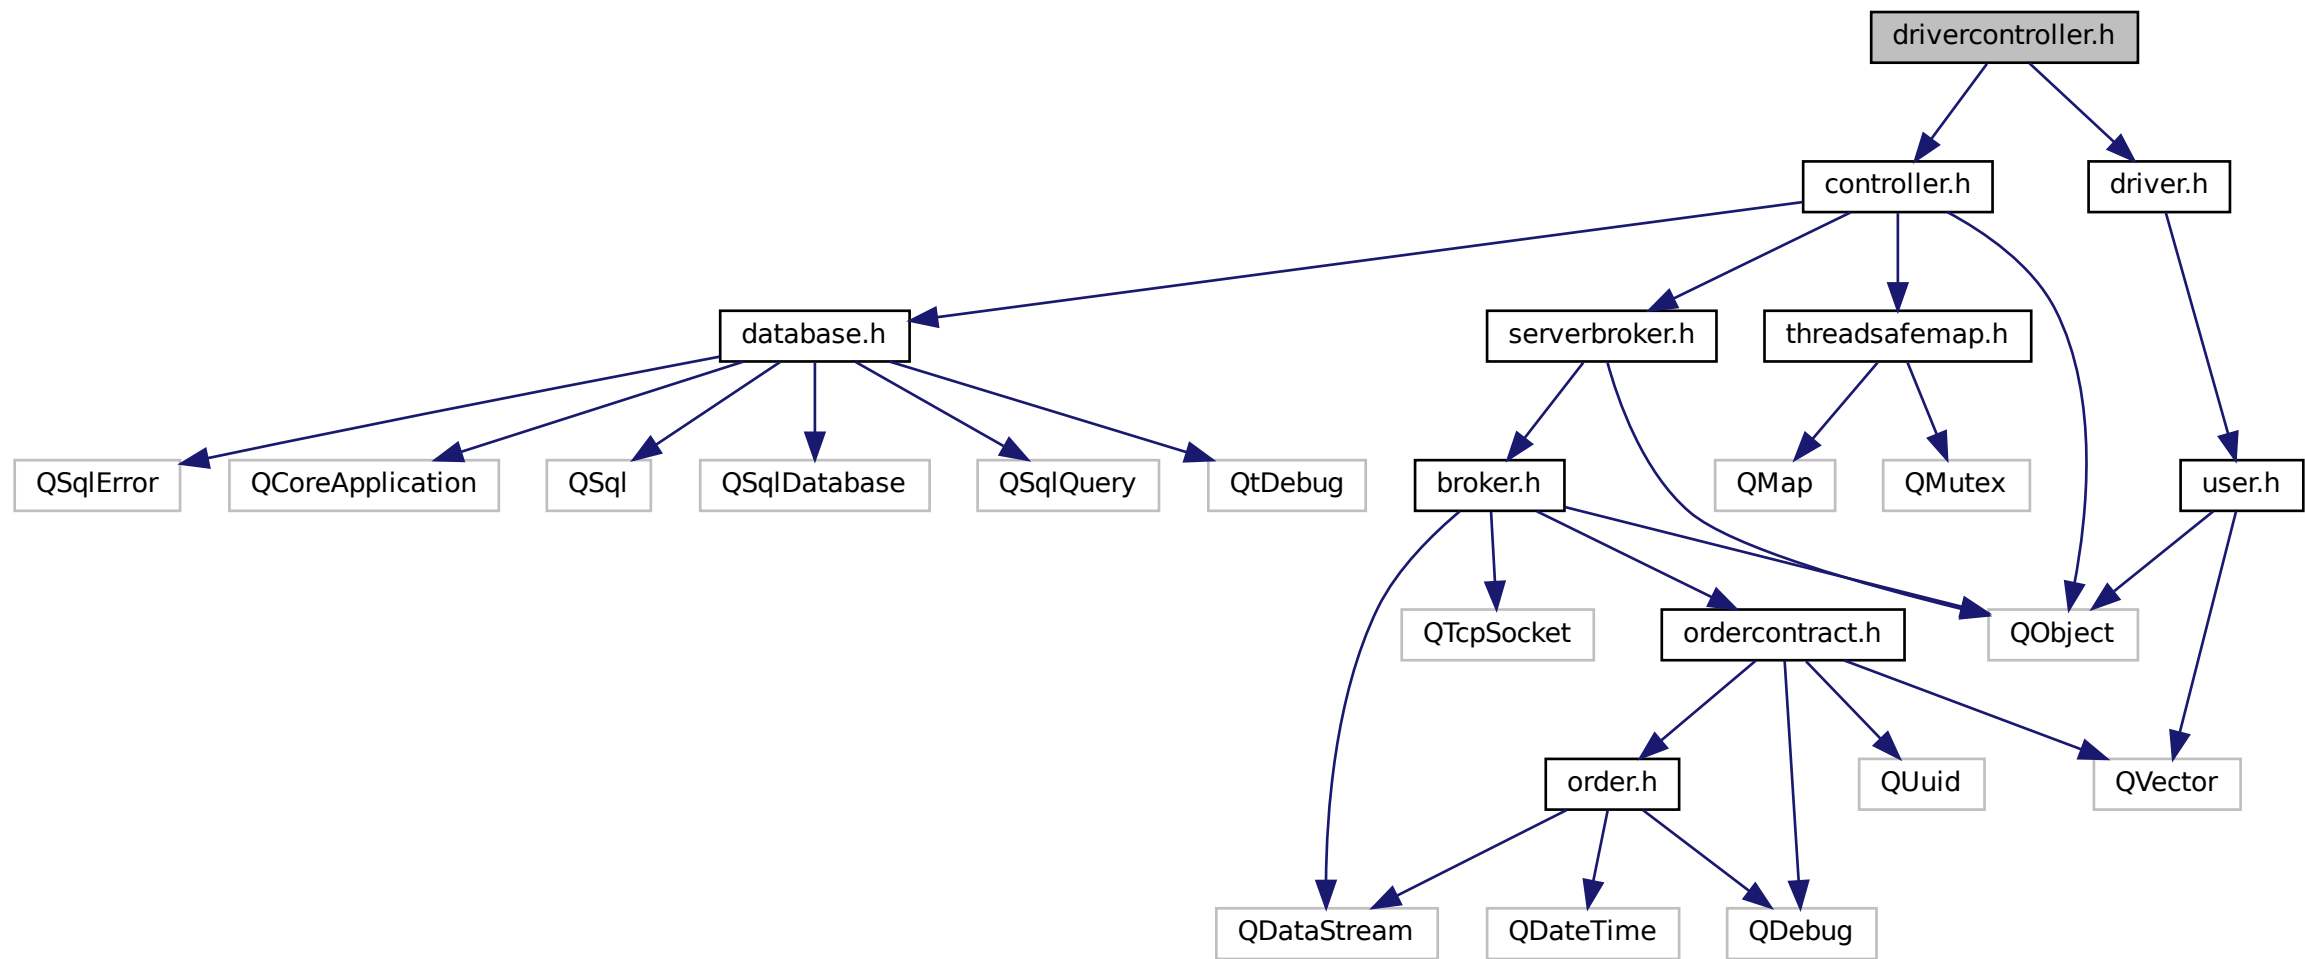 drivercontroller.h
controller.h
driver.h
database.h
serverbroker.h
threadsafemap.h
QSqlError
QCoreApplication
QSql
QSqlDatabase
QSqlQuery
QtDebug
broker.h
QMap
QMutex
user.h
QTcpSocket
ordercontract.h
QObject
order.h
QUuid
QVector
QDataStream
QDateTime
QDebug